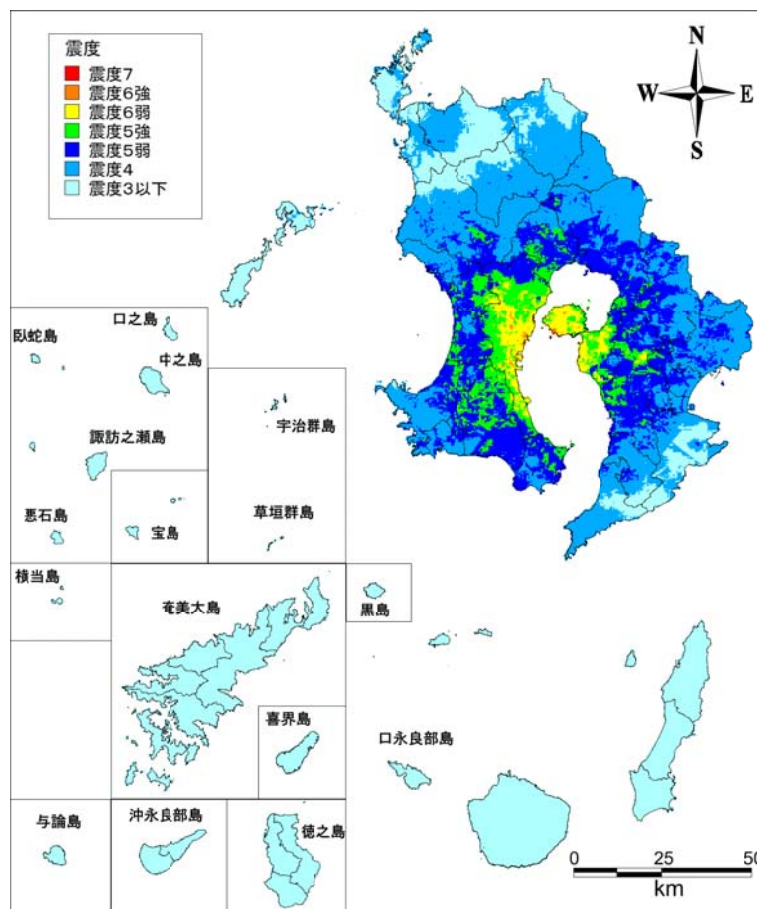 震度
震度7
震度6強
震度6弱
震度5強
震度5弱
震度4
震度3以下
N
W
E
S
口之島
臥蛇島
中之島
宇治群島
諏訪之瀬島
草垣群島
悪石島
宝島
横当島
奄美大島
黒島
喜界島
口永良部島
与論島
沖永良部島
徳之島
0 25 50
km